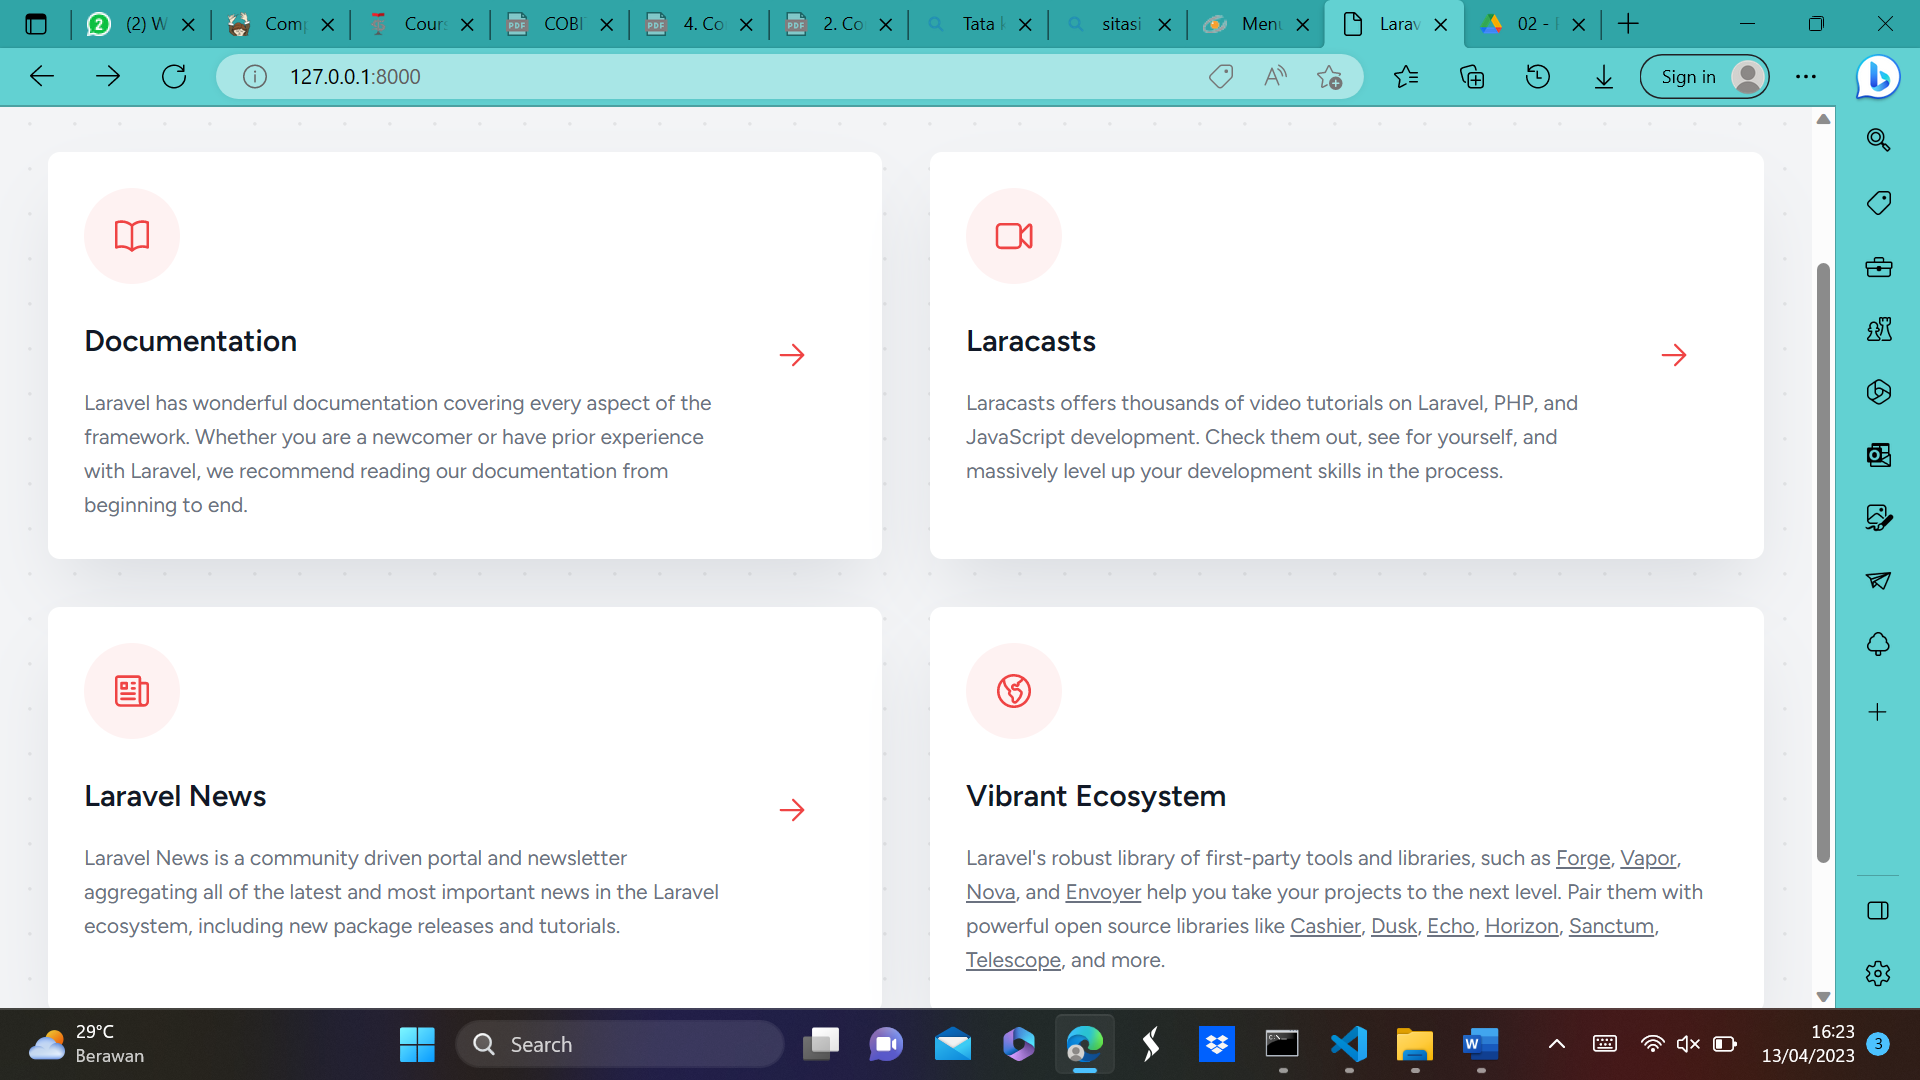 (2) W
Comp
Cours
COBI
4. Co
2. Co
Tata k
sitasi
Menu
Larav
02 - P
127.0.0.1:8000
Sign in
Documentation
Laravel has wonderful documentation covering every aspect of the
framework. Whether you are a newcomer or have prior experience
with Laravel, we recommend reading our documentation from
beginning to end.
Laracasts
Laracasts offers thousands of video tutorials on Laravel, PHP, and
JavaScript development. Check them out, see for yourself, and
massively level up your development skills in the process.
Laravel News
Laravel News is a community driven portal and newsletter
aggregating all of the latest and most important news in the Laravel
ecosystem, including new package releases and tutorials.
Vibrant Ecosystem
Laravel's robust library of first-party tools and libraries, such as Forge, Vapor,
Nova, and Envoyer help you take your projects to the next level. Pair them with
powerful open source libraries like Cashier, Dusk, Echo, Horizon, Sanctum,
Telescope, and more.
29°C
Berawan
Search
16:23
13/04/2023
3